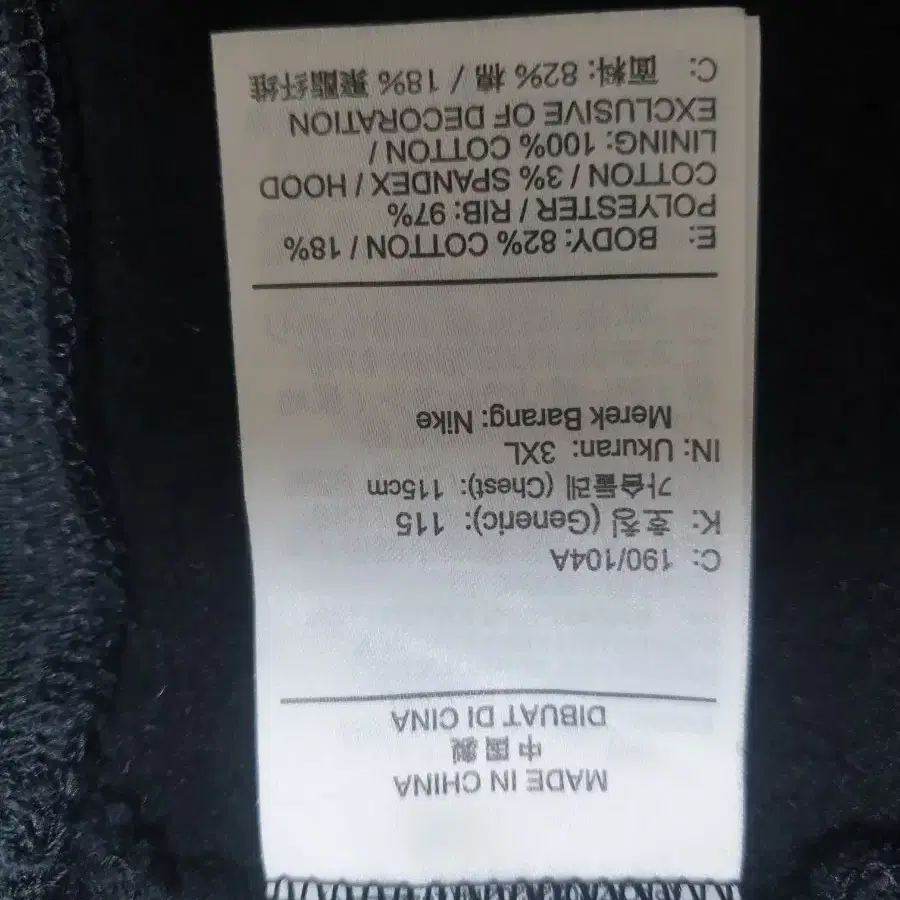 MADE IN CHINA
中国製
DIBUAT DI CINA
C: 190/104A
K: 호칭 (Generic): 115
가슴둘레 (Chest): 115cm
IN: Ukuran: 3XL
Merek Barang: Nike
E: BODY: 82% COTTON / 18%
POLYESTER / RIB: 97%
COTTON / 3% SPANDEX / HOOD
LINING: 100% COTTON /
EXCLUSIVE OF DECORATION
C: 面料: 82% 棉 / 18% 聚酯纤维